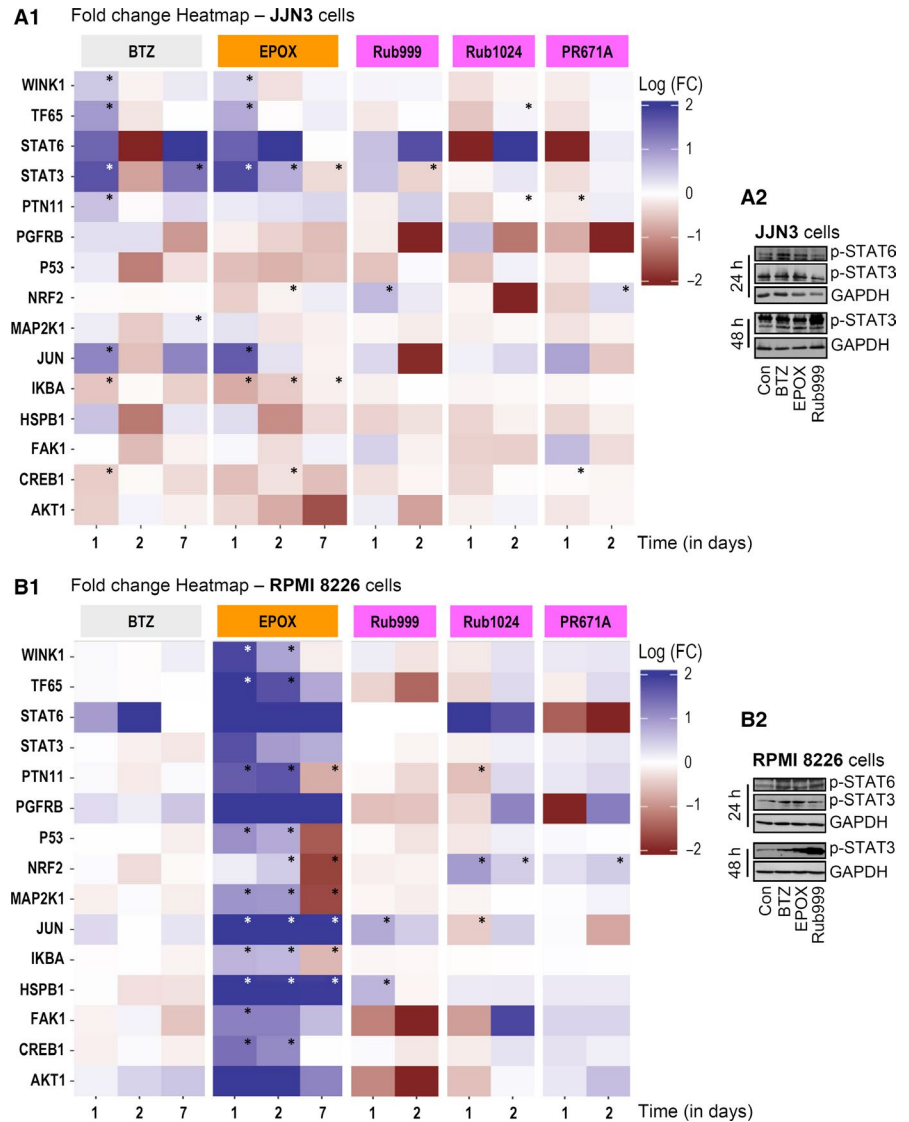 A1 Fold change Heatmap – JJN3 cells
BTZ EPOX Rub999 Rub1024 PR671A
Log (FC)
WINK1
TF65
STAT6
STAT3
PTN11
PGFRB
P53
NRF2
MAP2K1
JUN
IKBA
HSPB1
FAK1
CREB1
AKT1
2
1
0
−1
−2
1 2 7 1 2 7 1 2 1 2 1 2 Time (in days)
A2
JJN3 cells
24 h
p-STAT6
p-STAT3
GAPDH
48 h
p-STAT3
GAPDH
Con
BTZ
EPOX
Rub999
B1 Fold change Heatmap – RPMI 8226 cells
BTZ EPOX Rub999 Rub1024 PR671A
Log (FC)
WINK1
TF65
STAT6
STAT3
PTN11
PGFRB
P53
NRF2
MAP2K1
JUN
IKBA
HSPB1
FAK1
CREB1
AKT1
2
1
0
−1
−2
1 2 7 1 2 7 1 2 1 2 1 2 Time (in days)
B2
RPMI 8226 cells
24 h
p-STAT6
p-STAT3
GAPDH
48 h
p-STAT3
GAPDH
Con
BTZ
EPOX
Rub999